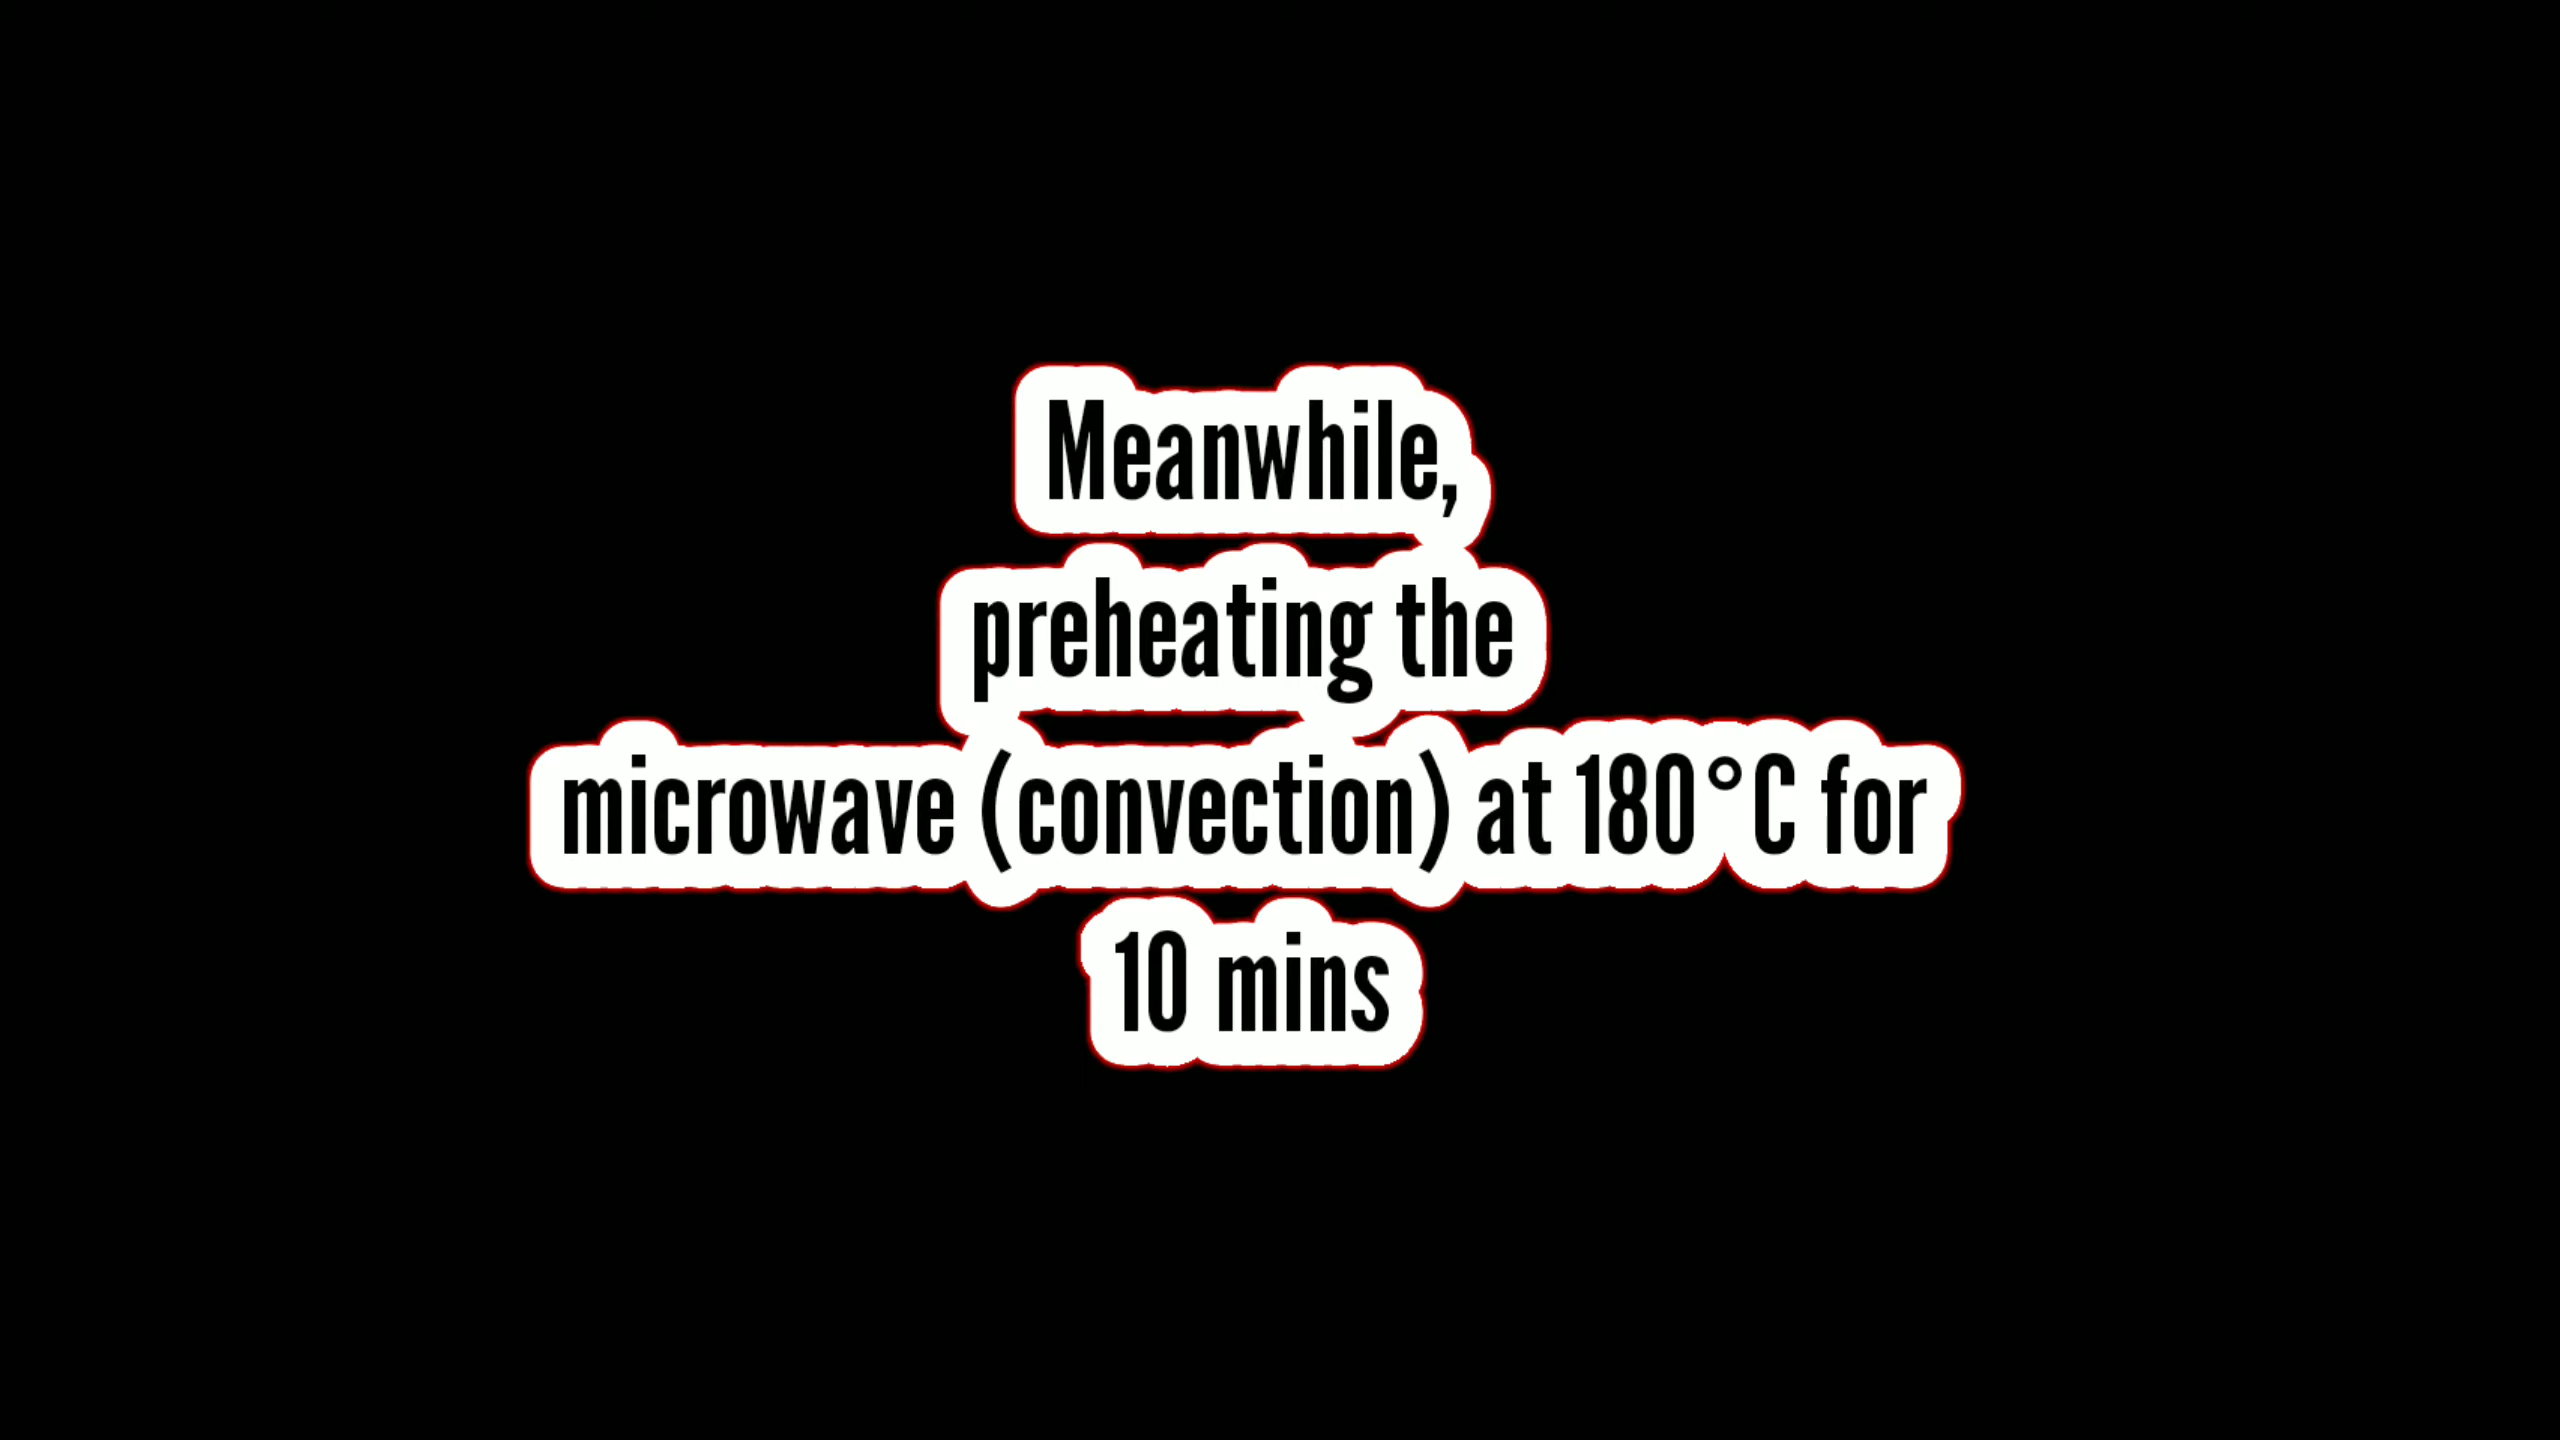 Meanwhile,
preheating the
microwave (convection) at 180°C for
10 mins